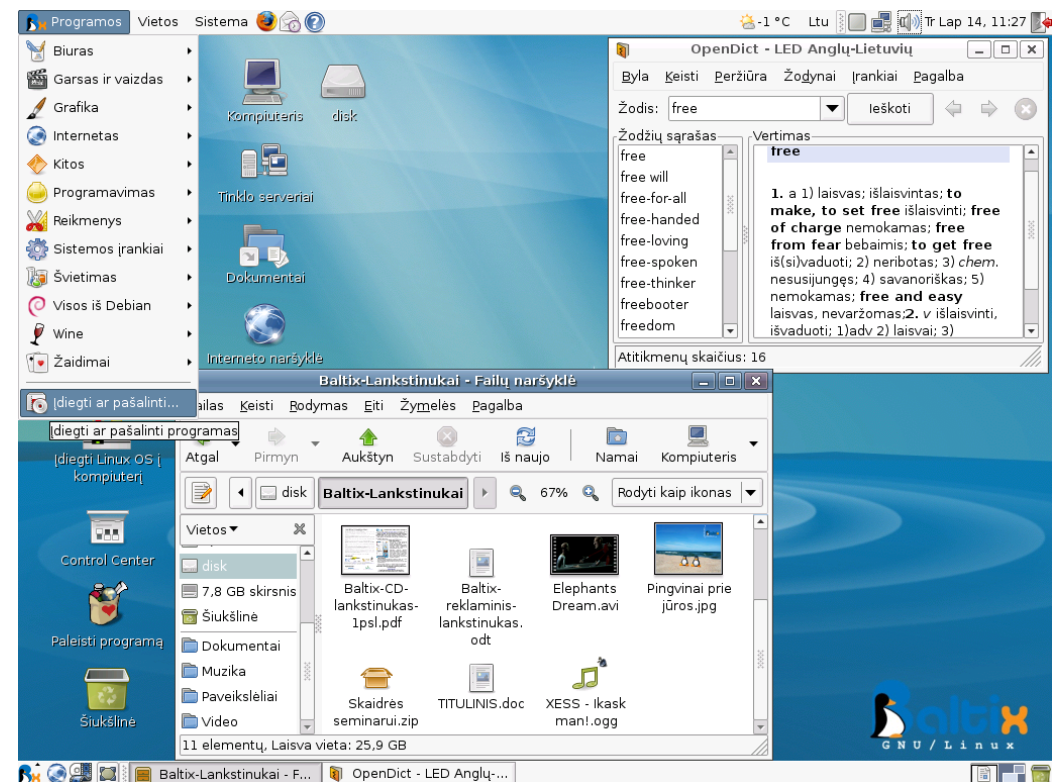 Programos Vietos Sistema
-1 °C Ltu Tr Lap 14, 11:27
Biuras
Garsas ir vaizdas
Grafika
Internetas
Kitos
Programavimas
Reikmenys
Sistemos įrankiai
Švietimas
Visos iš Debian
Wine
Žaidimai
Įdiegti ar pašalinti...
Įdiegti ar pašalinti programas
Kompiuteris
disk
Tinklo serveriai
Dokumentai
Interneto naršyklė
Įdiegti Linux OS į
kompiuterį
Control Center
Paleisti programą
Šiukšlinė
OpenDict - LED Anglų-Lietuvių
Byla Keisti Peržiūra Žodynai Įrankiai Pagalba
Žodis: free Ieškoti
Žodžių sąrašas
free
free will
free-for-all
free-handed
free-loving
free-spoken
free-thinker
freebooter
freedom
Vertimas
free
1. a 1) laisvas; išlaisvintas; to
make, to set free išlaisvinti; free
of charge nemokamas; free
from fear bebaimis; to get free
iš(si)vaduoti; 2) neribotas; 3) chem.
nesusijungęs; 4) savanoriškas; 5)
nemokamas; free and easy
laisvas, nevaržomas;2. v išlaisvinti,
išvaduoti; 1)adv 2) laisvai; 3)
Atitikmenų skaičius: 16
Baltix-Lankstinukai - Failų naršyklė
ailas Keisti Rodymas Eiti Žymelės Pagalba
Atgal Pirmyn Aukštyn Sustabdyti Iš naujo Namai Kompiuteris
disk Baltix-Lankstinukai 67% Rodyti kaip ikonas
Vietos
disk
7,8 GB skirsnis
Šiukšlinė
Dokumentai
Muzika
Paveikslėliai
Video
Baltix-CD-
lankstinukas-
1psl.pdf
Baltix-
reklaminis-
lankstinukas.
odt
Elephants
Dream.avi
Pingvinai prie
jūros.jpg
Skaidrės
seminarui.zip
TITULINIS.doc
XESS - Ikask
man!.ogg
11 elementų, Laisva vieta: 25,9 GB
Baltix
GNU/Linux
Baltix-Lankstinukai - F...
OpenDict - LED Anglų-...